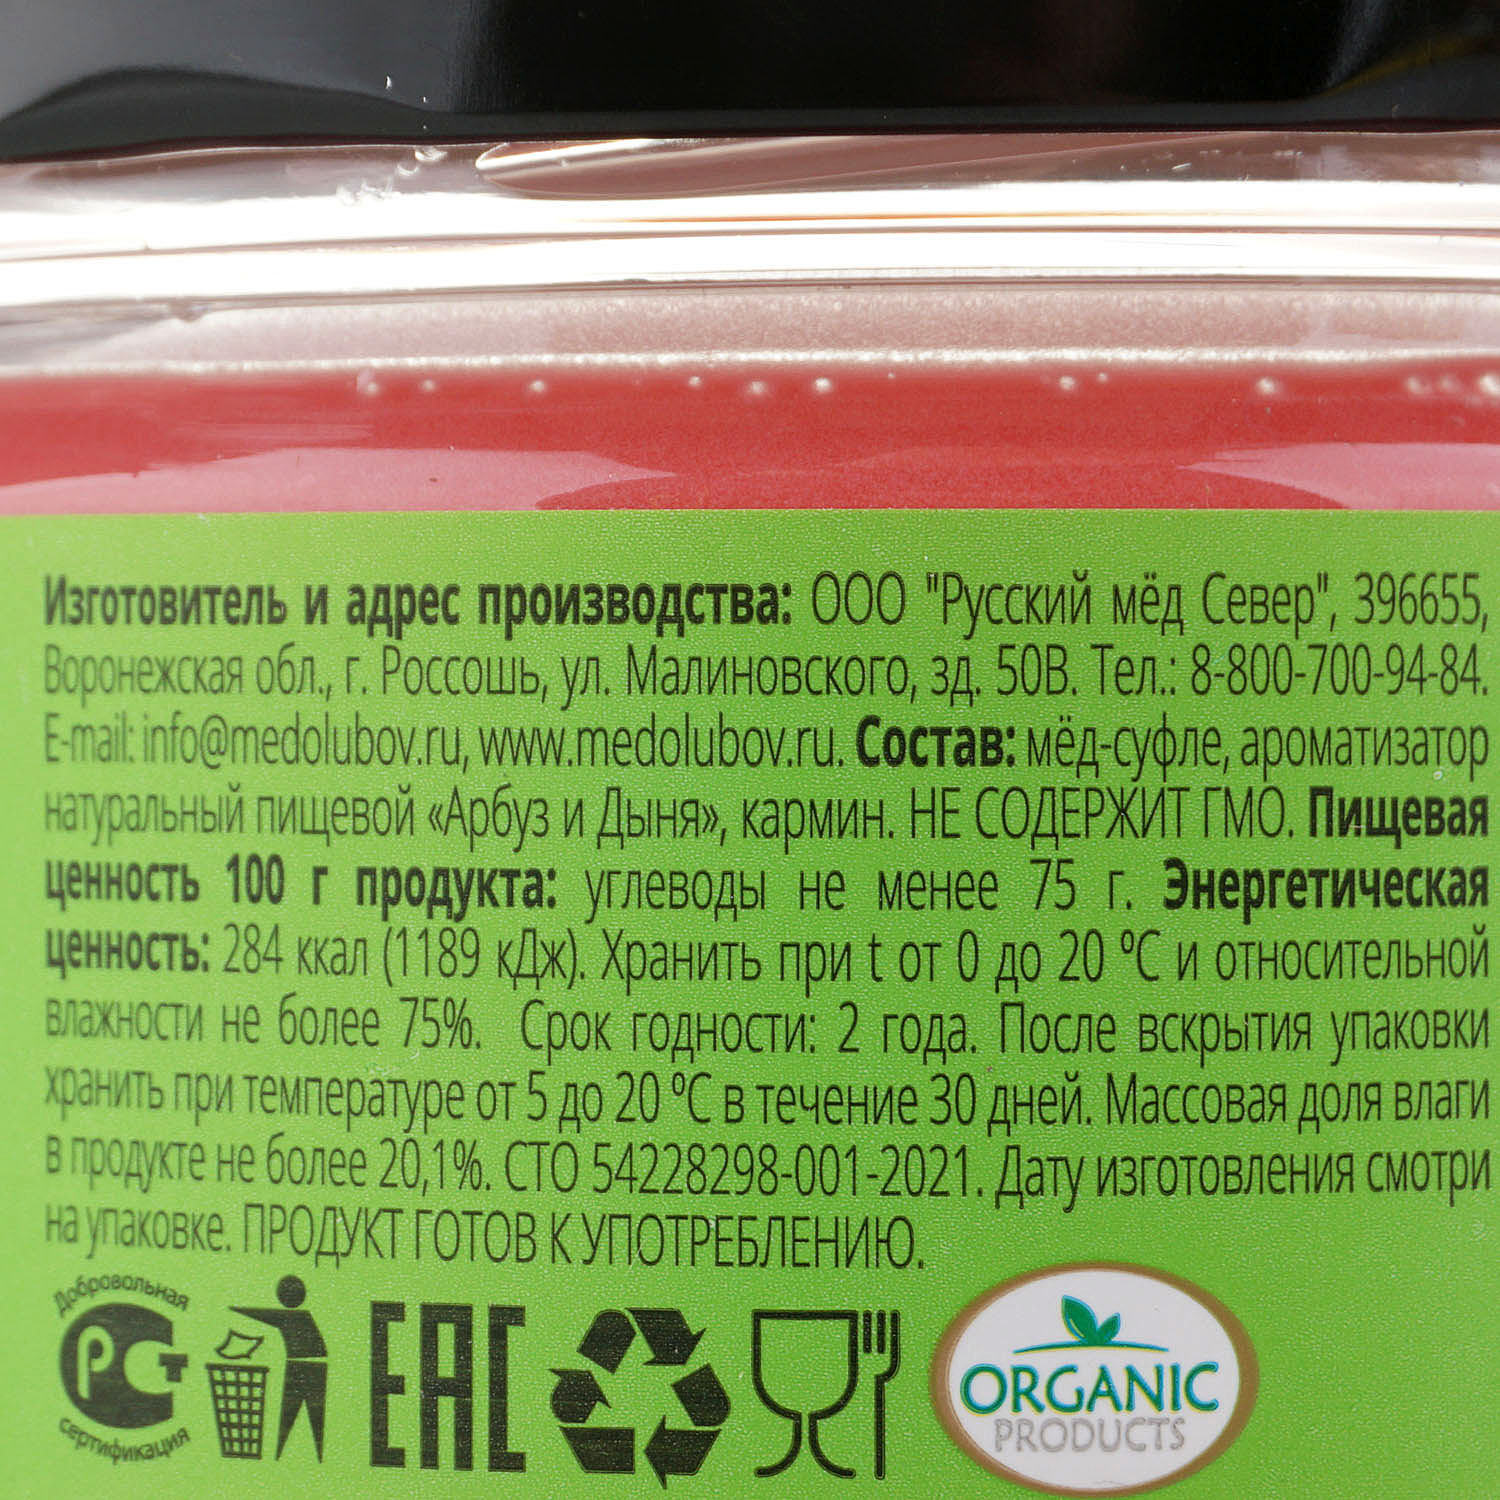 Изготовитель и адрес производства: ООО "Русский мёд Север", 396655,
Воронежская обл., г. Россошь, ул. Малиновского, зд. 50В. Тел.: 8-800-700-94-84.
E-mail: info@medolubov.ru, www.medolubov.ru. Состав: мёд-суфле, ароматизатор
натуральный пищевой «Арбуз и Дыня», кармин. НЕ СОДЕРЖИТ ГМО. Пищевая
ценность 100 г продукта: углеводы не менее 75 г. Энергетическая
ценность: 284 ккал (1189 кДж). Хранить при t от 0 до 20 ºС и относительной
влажности не более 75%. Срок годности: 2 года. После вскрытия упаковки
хранить при температуре от 5 до 20 ºС в течение 30 дней. Массовая доля влаги
в продукте не более 20,1%. СТО 54228298-001-2021. Дату изготовления смотри
на упаковке. ПРОДУКТ ГОТОВ К УПОТРЕБЛЕНИЮ.
Добровольная
РСТ
сертификация
EAC
ORGANIC
PRODUCTS